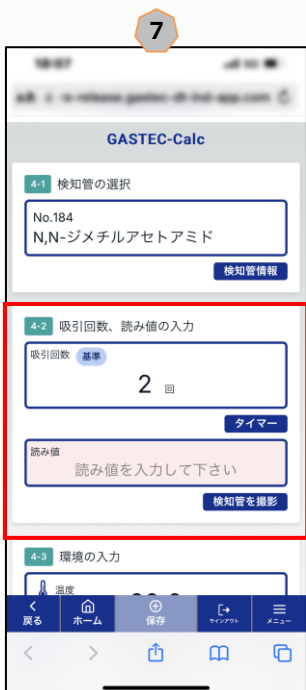 7
GASTEC-Calc
4-1 検知管の選択
No.184
N,N-ジメチルアセトアミド
検知管情報
4-2 吸引回数、読み値の入力
吸引回数 基準
2 回
タイマー
読み値
読み値を入力して下さい
検知管を撮影
4-3 環境の入力
温度
戻る ホーム 保存 サインアウト メニュー